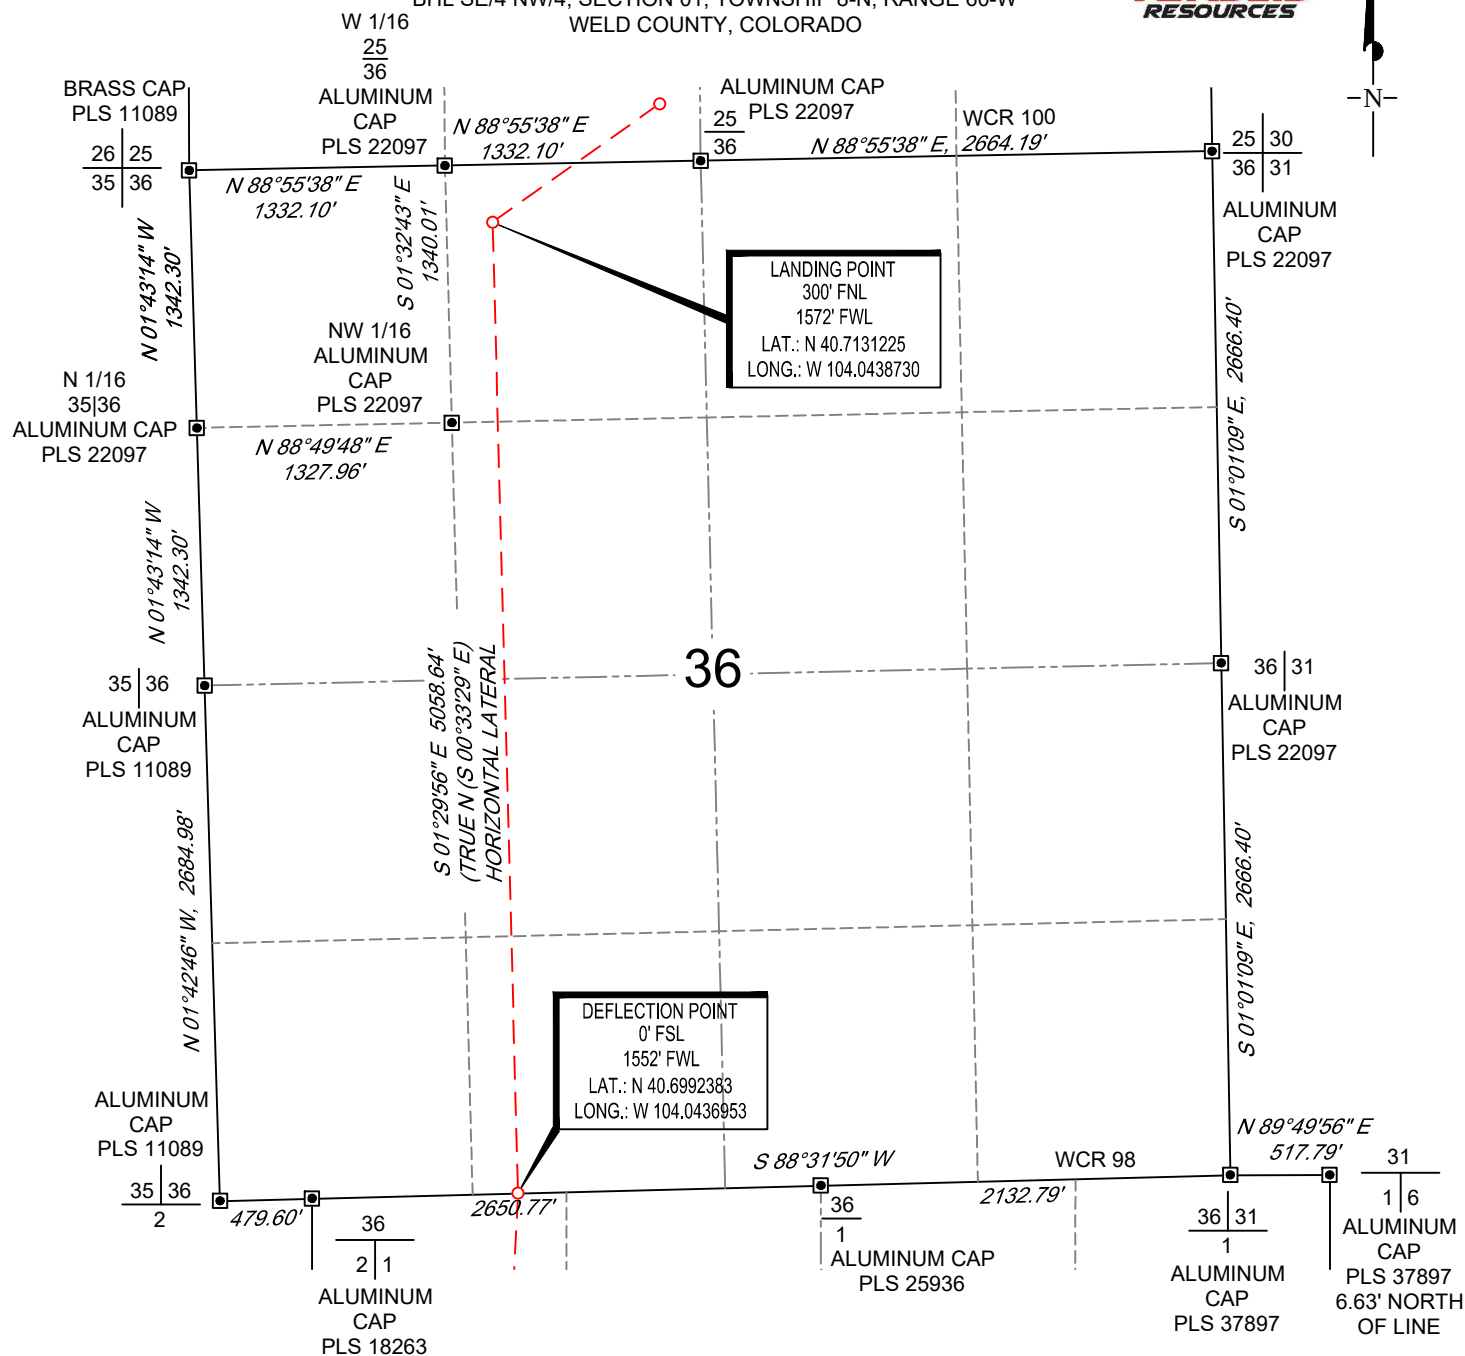 WELD COUNTY, COLORADO
RESOURCES
W 1/16
25
36
ALUMINUM
CAP
PLS 22097
BRASS CAP
PLS 11089
26 25
35 36
N 88°55'38" E
1332.10'
N 88°55'38" E
1332.10'
ALUMINUM CAP
PLS 22097
25
36
WCR 100
N 88°55'38" E, 2664.19'
-N-
25 30
36 31
ALUMINUM
CAP
PLS 22097
N 01°43'14" W
1342.30'
S 01°32'43" E
1340.01'
LANDING POINT
300' FNL
1572' FWL
LAT.: N 40.7131225
LONG.: W 104.0438730
NW 1/16
ALUMINUM
CAP
PLS 22097
N 1/16
35|36
ALUMINUM CAP
PLS 22097
N 88°49'48" E
1327.96'
S 01°01'09" E, 2666.40'
N 01°43'14" W
1342.30'
36
35 36
ALUMINUM
CAP
PLS 11089
36 31
ALUMINUM
CAP
PLS 22097
S 01°29'56" E 5058.64'
(TRUE N (S 00°33'29" E)
HORIZONTAL LATERAL
N 01°42'46" W, 2684.98'
S 01°01'09" E, 2666.40'
DEFLECTION POINT
0' FSL
1552' FWL
LAT.: N 40.6992383
LONG.: W 104.0436953
ALUMINUM
CAP
PLS 11089
35 36
2
479.60'
36
2 1
ALUMINUM
CAP
PLS 18263
2650.77'
S 88°31'50" W
WCR 98
2132.79'
36
1
ALUMINUM CAP
PLS 25936
N 89°49'56" E
517.79'
36 31
1
ALUMINUM
CAP
PLS 37897
31
1 6
ALUMINUM
CAP
PLS 37897
6.63' NORTH
OF LINE